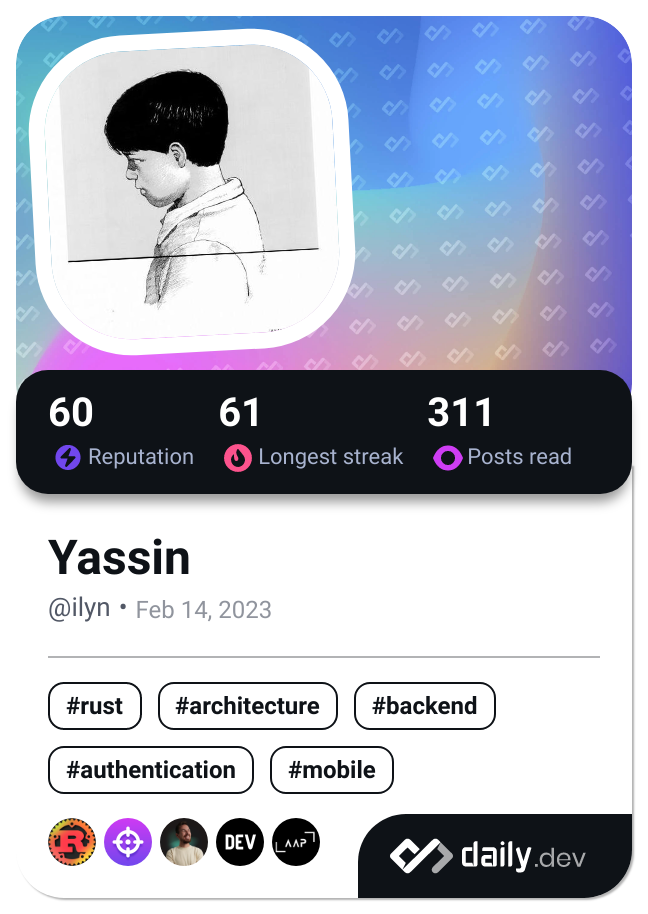 60 61 311
Reputation Longest streak Posts read
Yassin
@ilyn • Feb 14, 2023
#rust #architecture #backend
#authentication #mobile
R DEV LAAP
daily.dev